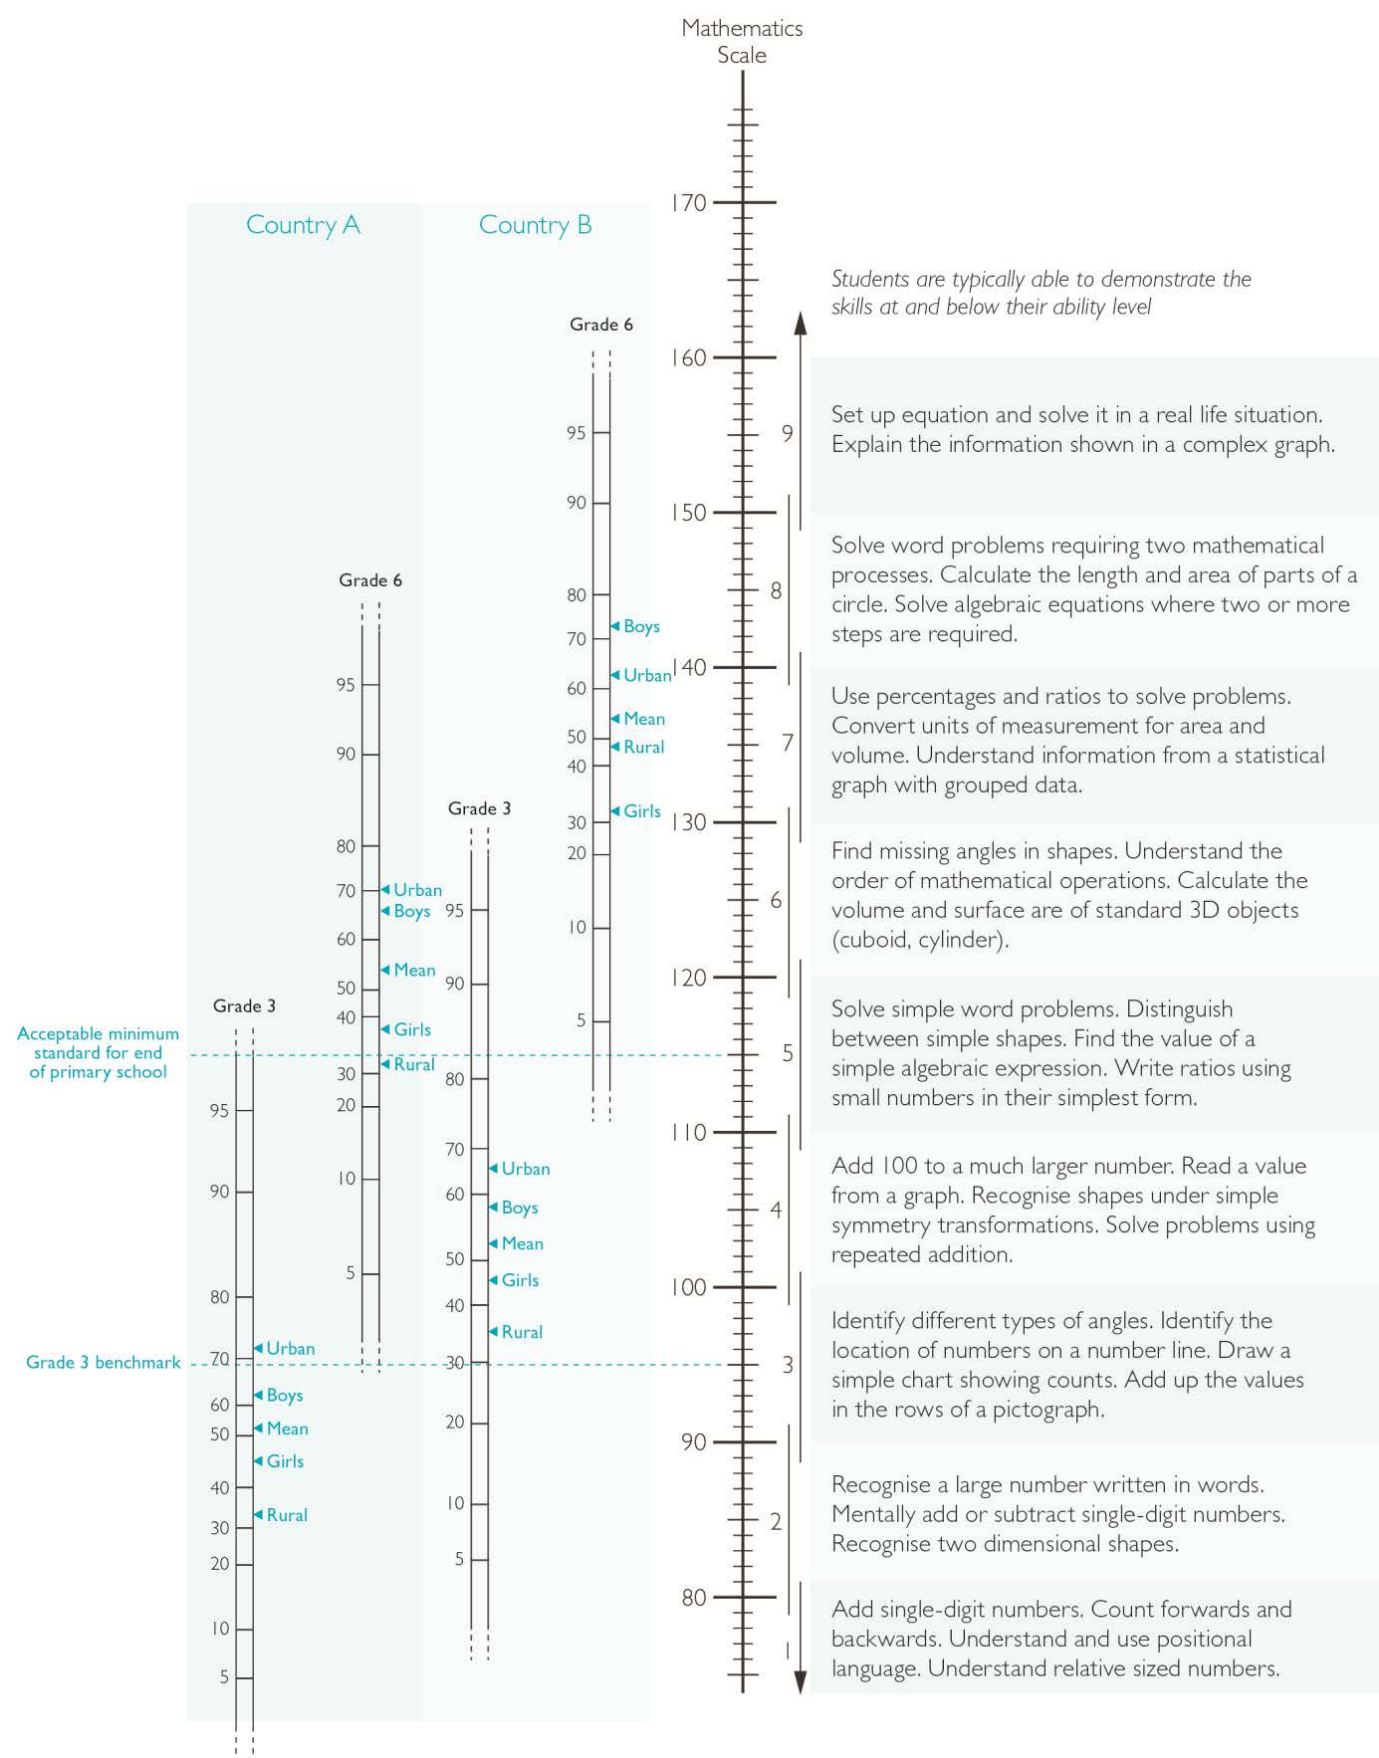 Mathematics
Scale
170
160
150
140
130
120
110
100
90
80
9
8
7
6
5
4
3
2
1
Country A
Country B
Grade 6
95
90
80
70
60
50
40
30
20
10
5
Boys
Urban
Mean
Rural
Girls
Grade 6
95
90
80
70
60
50
40
30
20
10
5
Urban
Boys
Mean
Girls
Rural
Grade 3
95
90
80
70
60
50
40
30
20
10
5
Urban
Boys
Mean
Girls
Rural
Grade 3
95
90
80
70
60
50
40
30
20
10
5
Urban
Boys
Mean
Girls
Rural
Acceptable minimum
standard for end
of primary school
Grade 3 benchmark
Students are typically able to demonstrate the
skills at and below their ability level
Set up equation and solve it in a real life situation.
Explain the information shown in a complex graph.
Solve word problems requiring two mathematical
processes. Calculate the length and area of parts of a
circle. Solve algebraic equations where two or more
steps are required.
Use percentages and ratios to solve problems.
Convert units of measurement for area and
volume. Understand information from a statistical
graph with grouped data.
Find missing angles in shapes. Understand the
order of mathematical operations. Calculate the
volume and surface are of standard 3D objects
(cuboid, cylinder).
Solve simple word problems. Distinguish
between simple shapes. Find the value of a
simple algebraic expression. Write ratios using
small numbers in their simplest form.
Add 100 to a much larger number. Read a value
from a graph. Recognise shapes under simple
symmetry transformations. Solve problems using
repeated addition.
Identify different types of angles. Identify the
location of numbers on a number line. Draw a
simple chart showing counts. Add up the values
in the rows of a pictograph.
Recognise a large number written in words.
Mentally add or subtract single-digit numbers.
Recognise two dimensional shapes.
Add single-digit numbers. Count forwards and
backwards. Understand and use positional
language. Understand relative sized numbers.